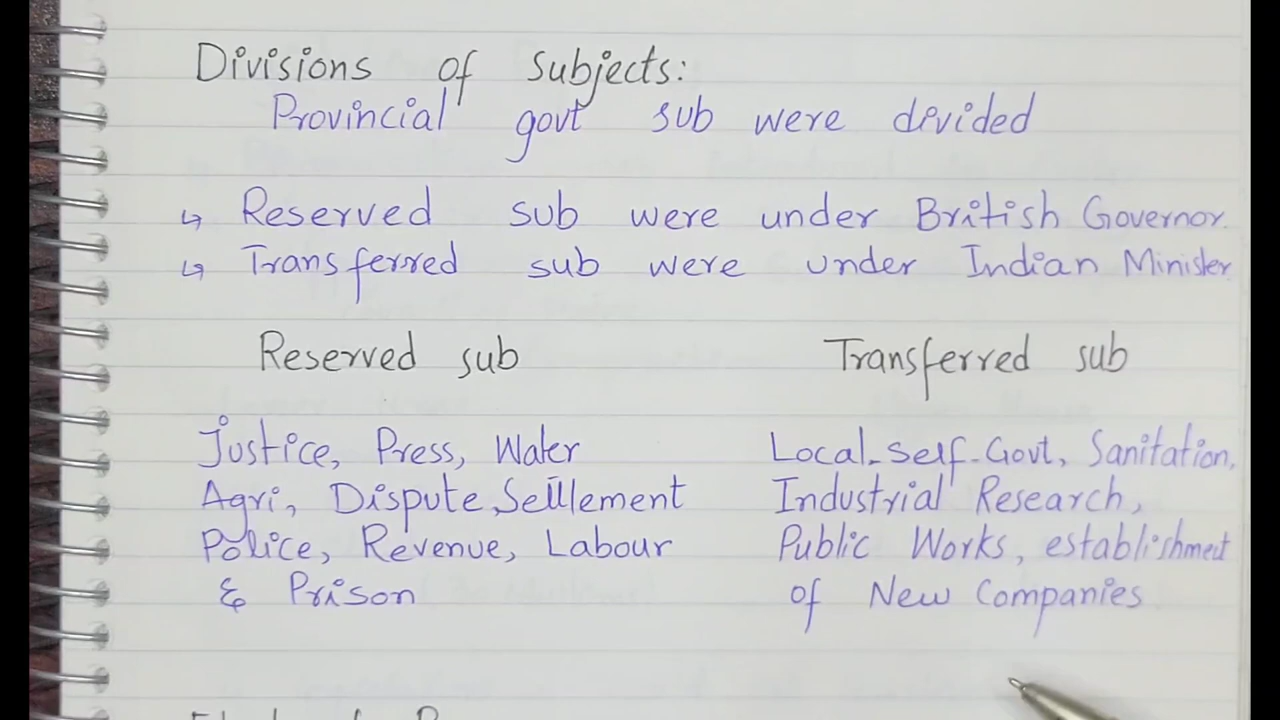 Divisions of Subjects:
Provincial govt sub were divided
↳ Reserved sub were under British Governor.
↳ Transferred sub were under Indian Minister
Reserved sub
Justice, Press, Water
Agri, Dispute, Settlement
Police, Revenue, Labour
& Prison
Transferred sub
Local-Self-Govt, Sanitation,
Industrial Research,
Public Works, establishment
of New Companies